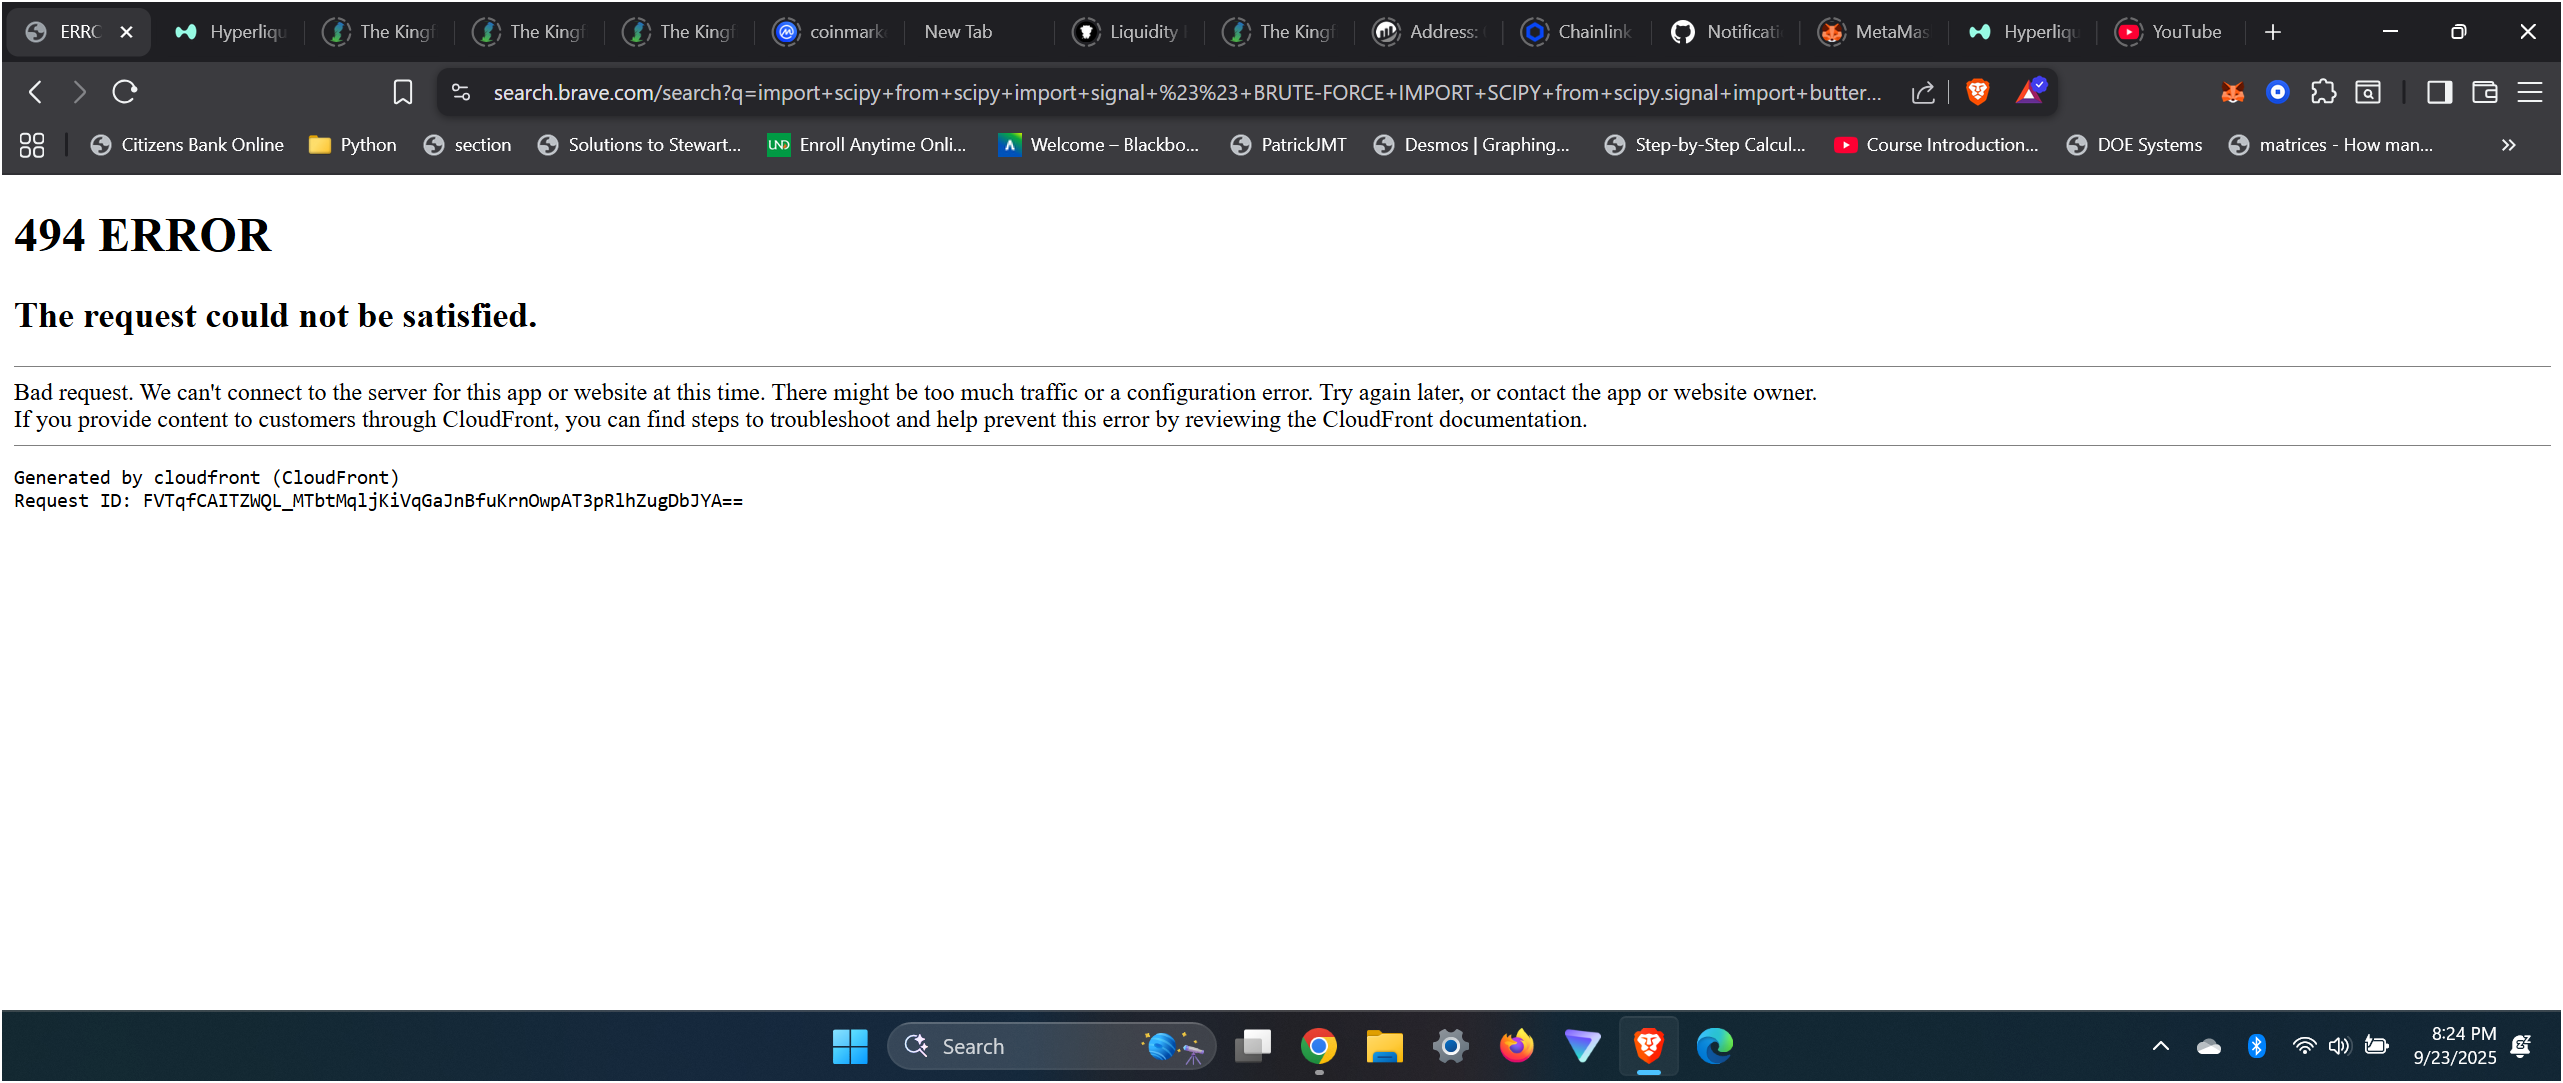 ERRC
Hyperliqu
The Kingf
The Kingf
The Kingf
coinmark
New Tab
Liquidity
The Kingf
Address:
Chainlink
Notificati
MetaMas
Hyperliqu
YouTube
search.brave.com/search?q=import+scipy+from+scipy+import+signal+%23%23+BRUTE-FORCE+IMPORT+SCIPY+from+scipy.signal+import+butter...
Citizens Bank Online
Python
section
Solutions to Stewart...
UND
Enroll Anytime Onli...
Welcome – Blackbo...
PatrickJMT
Desmos | Graphing...
Step-by-Step Calcul...
Course Introduction...
DOE Systems
matrices - How man...
494 ERROR
The request could not be satisfied.
Bad request. We can't connect to the server for this app or website at this time. There might be too much traffic or a configuration error. Try again later, or contact the app or website owner.
If you provide content to customers through CloudFront, you can find steps to troubleshoot and help prevent this error by reviewing the CloudFront documentation.
Generated by cloudfront (CloudFront)
Request ID: FVTqfCAITZWQL_MTbtMqljKiVqGaJnBfuKrnOwpAT3pRlhZugDbJYA==
Search
8:24 PM
9/23/2025